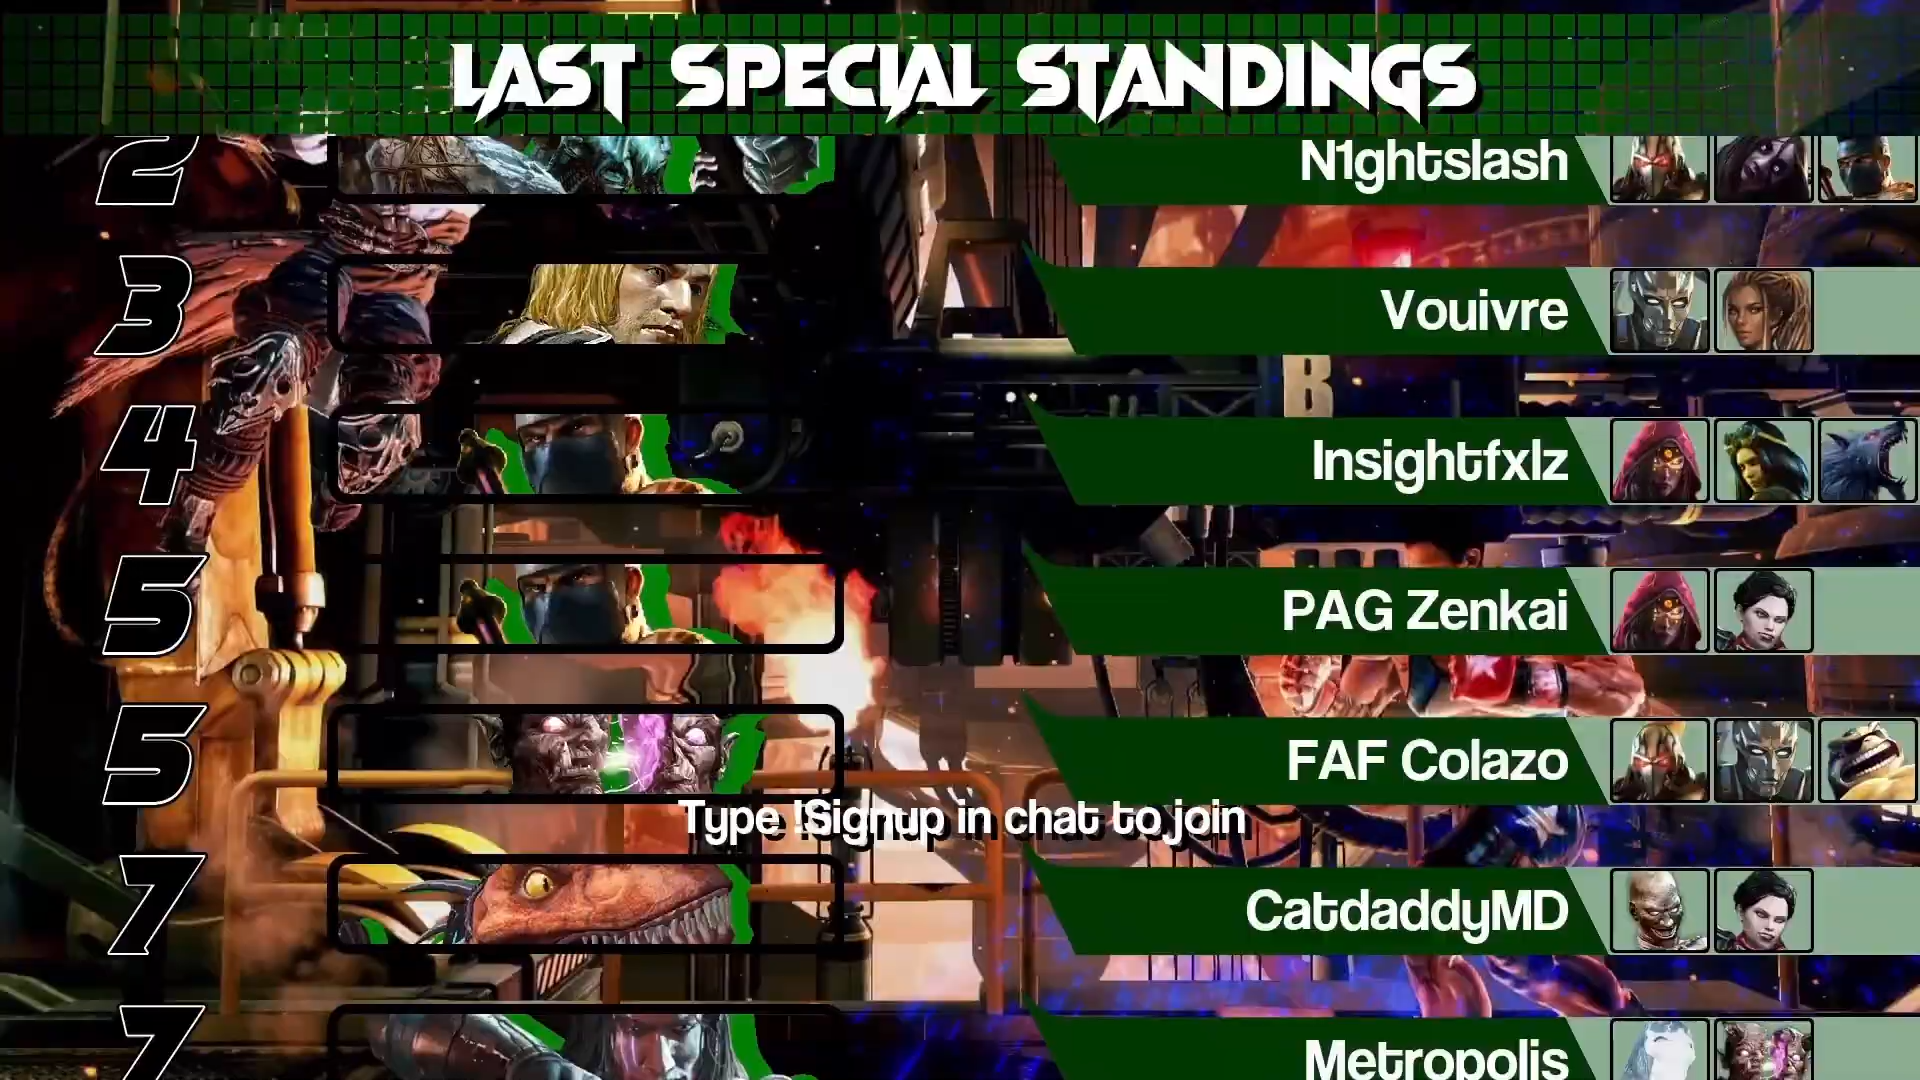 LAST SPECIAL STANDINGS
2 N1ghtslash
3 Vouivre
B
4 Insightfxlz
5 PAG Zenkai
5 FAF Colazo
Type !Signup in chat to join
7 CatdaddyMD
7 Metropolis